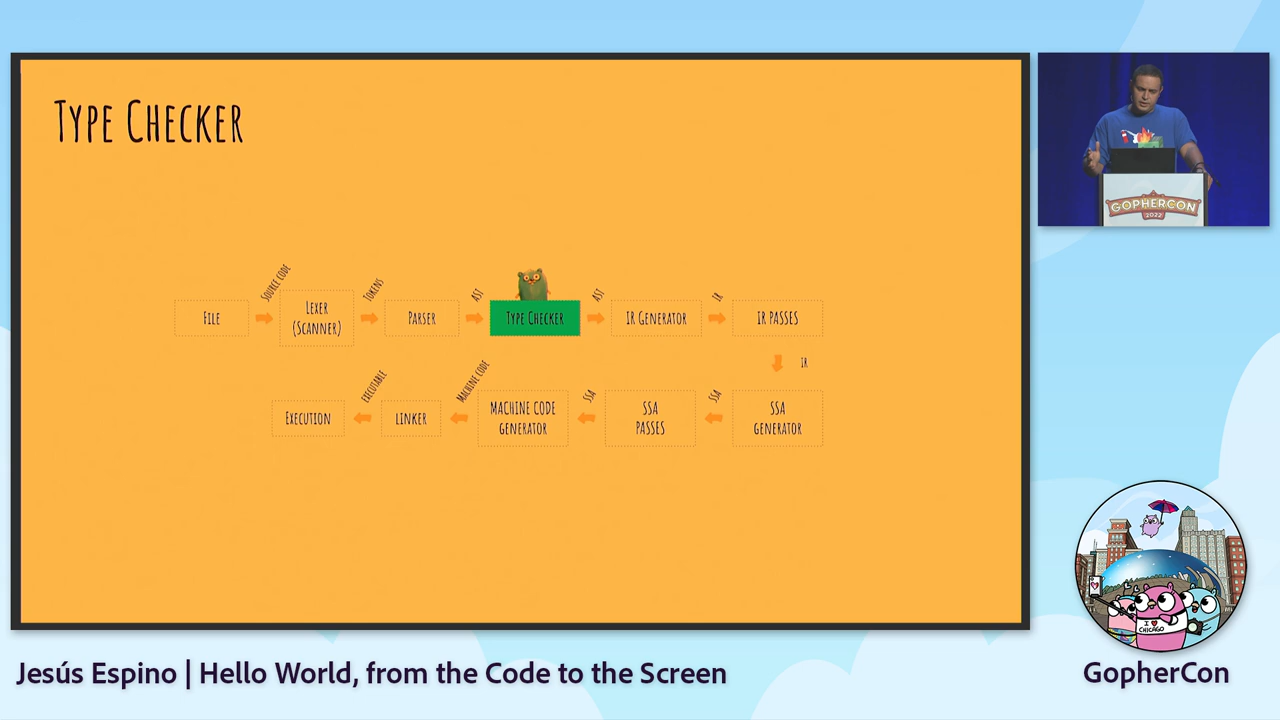 Type Checker
Source code
Tokens
AST
AST
IR
File
Lexer
(Scanner)
Parser
Type Checker
IR Generator
IR PASSES
IR
executable
Machine code
SSA
SSA
Execution
LINKER
MACHINE CODE
GENERATOR
SSA
PASSES
SSA
GENERATOR
GOPHERCON
2022
I ♥
CHICAGO
Jesús Espino | Hello World, from the Code to the Screen
GopherCon